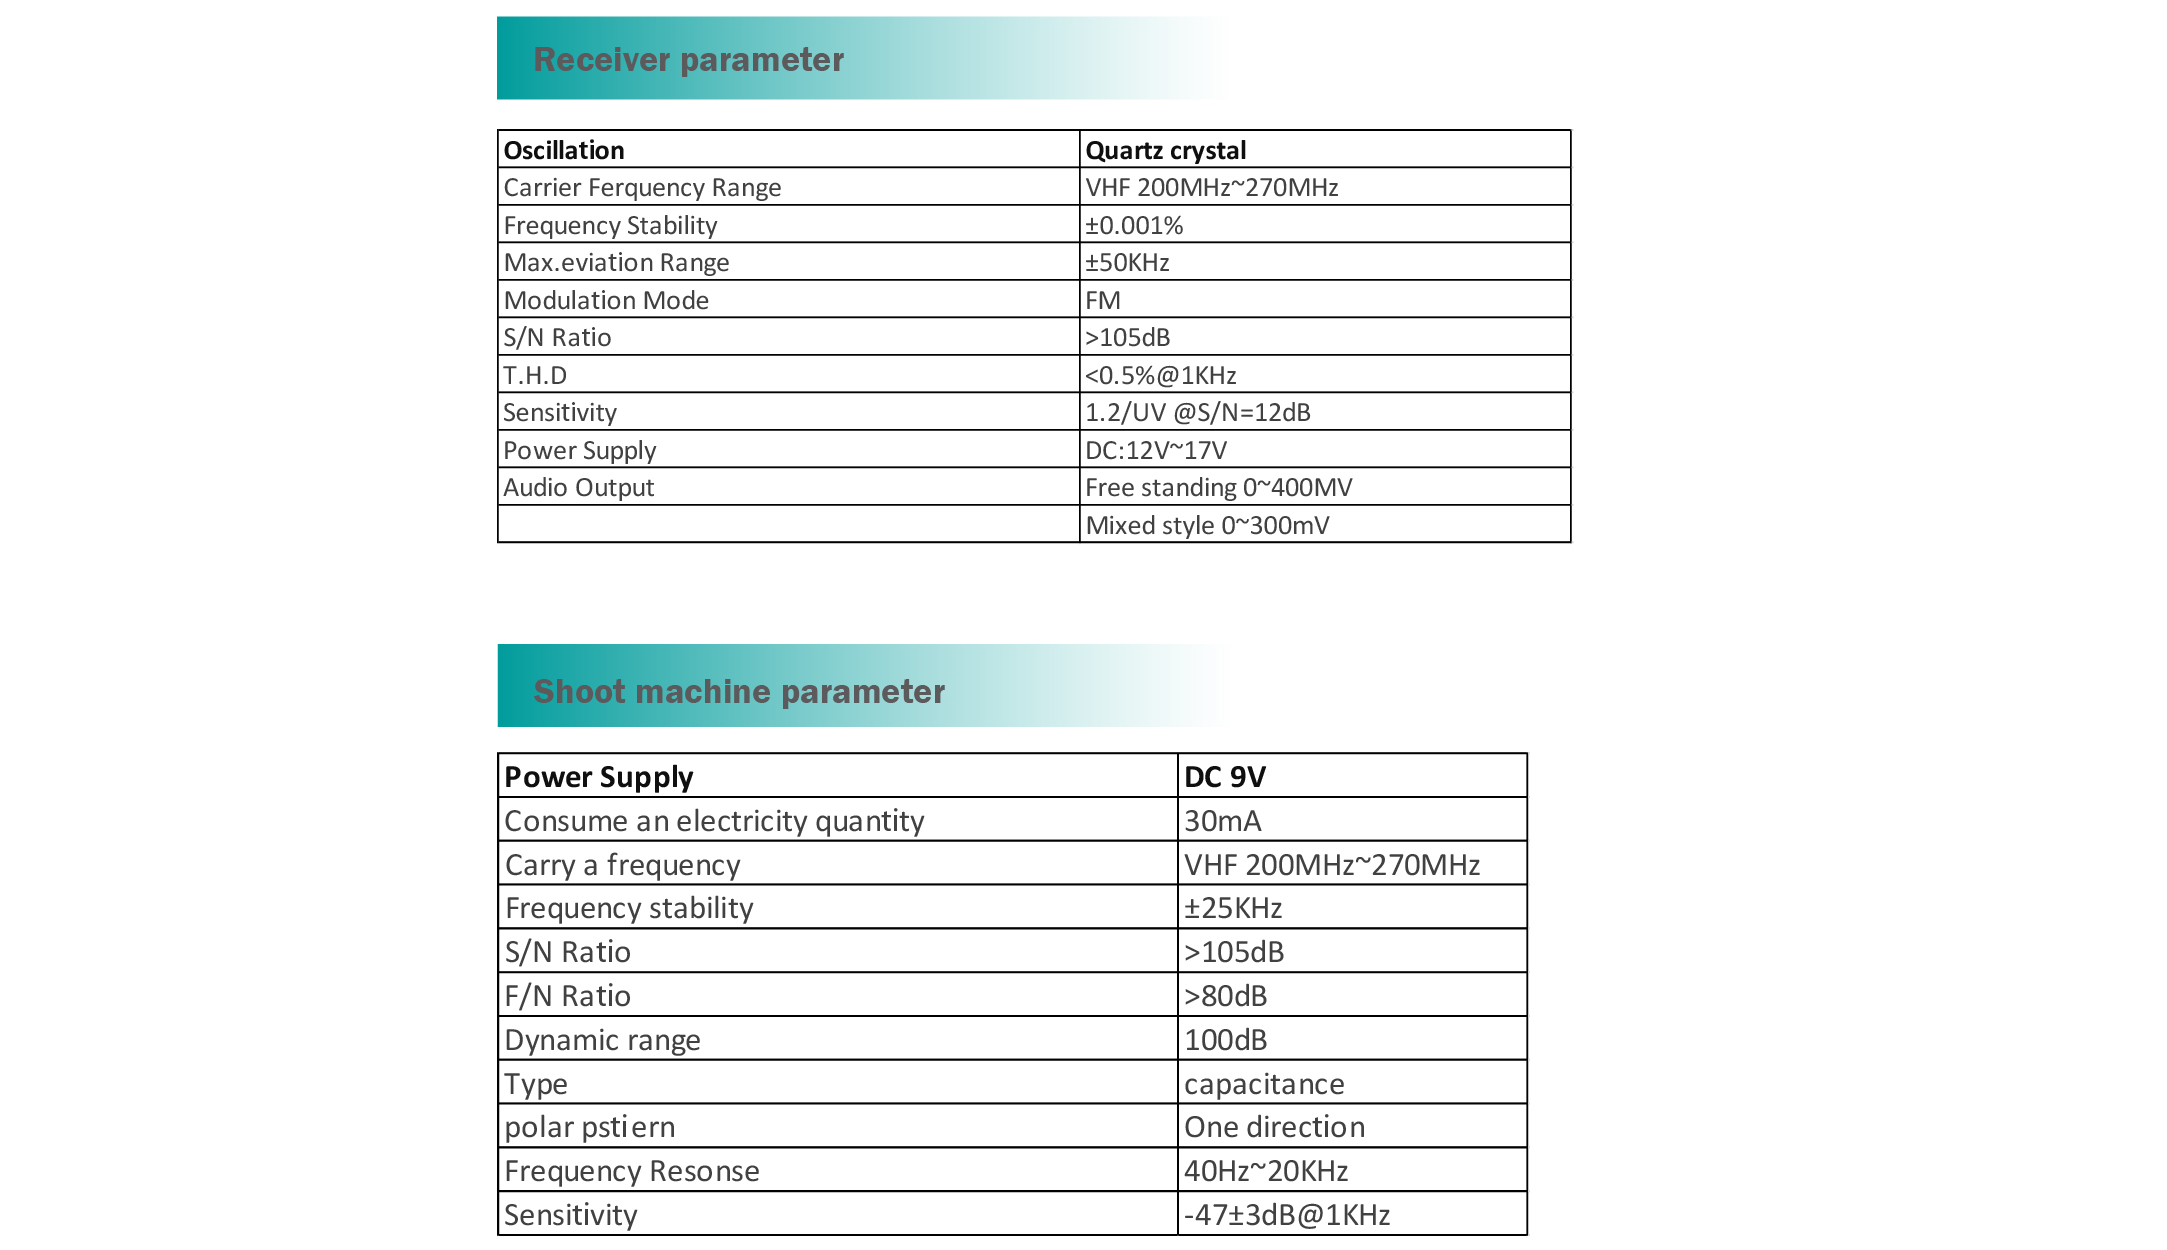 Receiver parameter
Oscillation Quartz crystal
Carrier Ferquency Range VHF 200MHz~270MHz
Frequency Stability ±0.001%
Max.eviation Range ±50KHz
Modulation Mode FM
S/N Ratio >105dB
T.H.D <0.5%@1KHz
Sensitivity 1.2/UV @S/N=12dB
Power Supply DC:12V~17V
Audio Output Free standing 0~400MV
Mixed style 0~300mV
Shoot machine parameter
Power Supply DC 9V
Consume an electricity quantity 30mA
Carry a frequency VHF 200MHz~270MHz
Frequency stability ±25KHz
S/N Ratio >105dB
F/N Ratio >80dB
Dynamic range 100dB
Type capacitance
polar pstiern One direction
Frequency Resonse 40Hz~20KHz
Sensitivity -47±3dB@1KHz